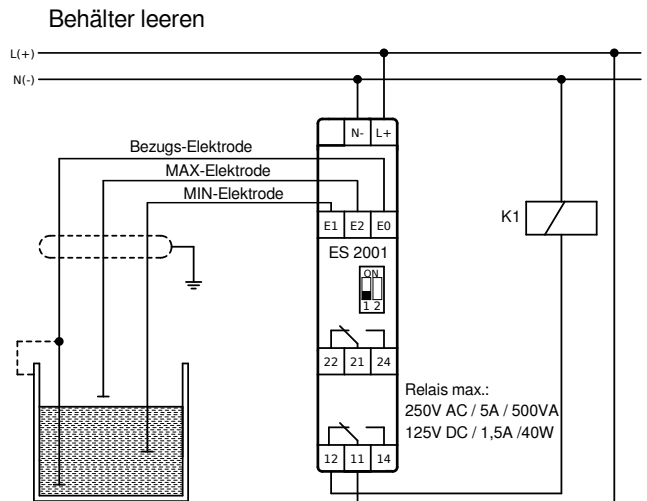 Behälter leeren
L(+)
N(-)
N- L+
Bezugs-Elektrode
MAX-Elektrode
MIN-Elektrode
E1 E2 E0
K1
ES 2001
ON
1 2
22 21 24
Relais max.:
250V AC / 5A / 500VA
125V DC / 1,5A /40W
12 11 14